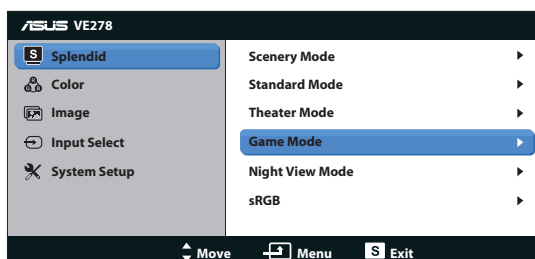 ASUS VE278
S Splendid
Color
Image
Input Select
System Setup
Scenery Mode
Standard Mode
Theater Mode
Game Mode
Night View Mode
sRGB
Move Menu S Exit